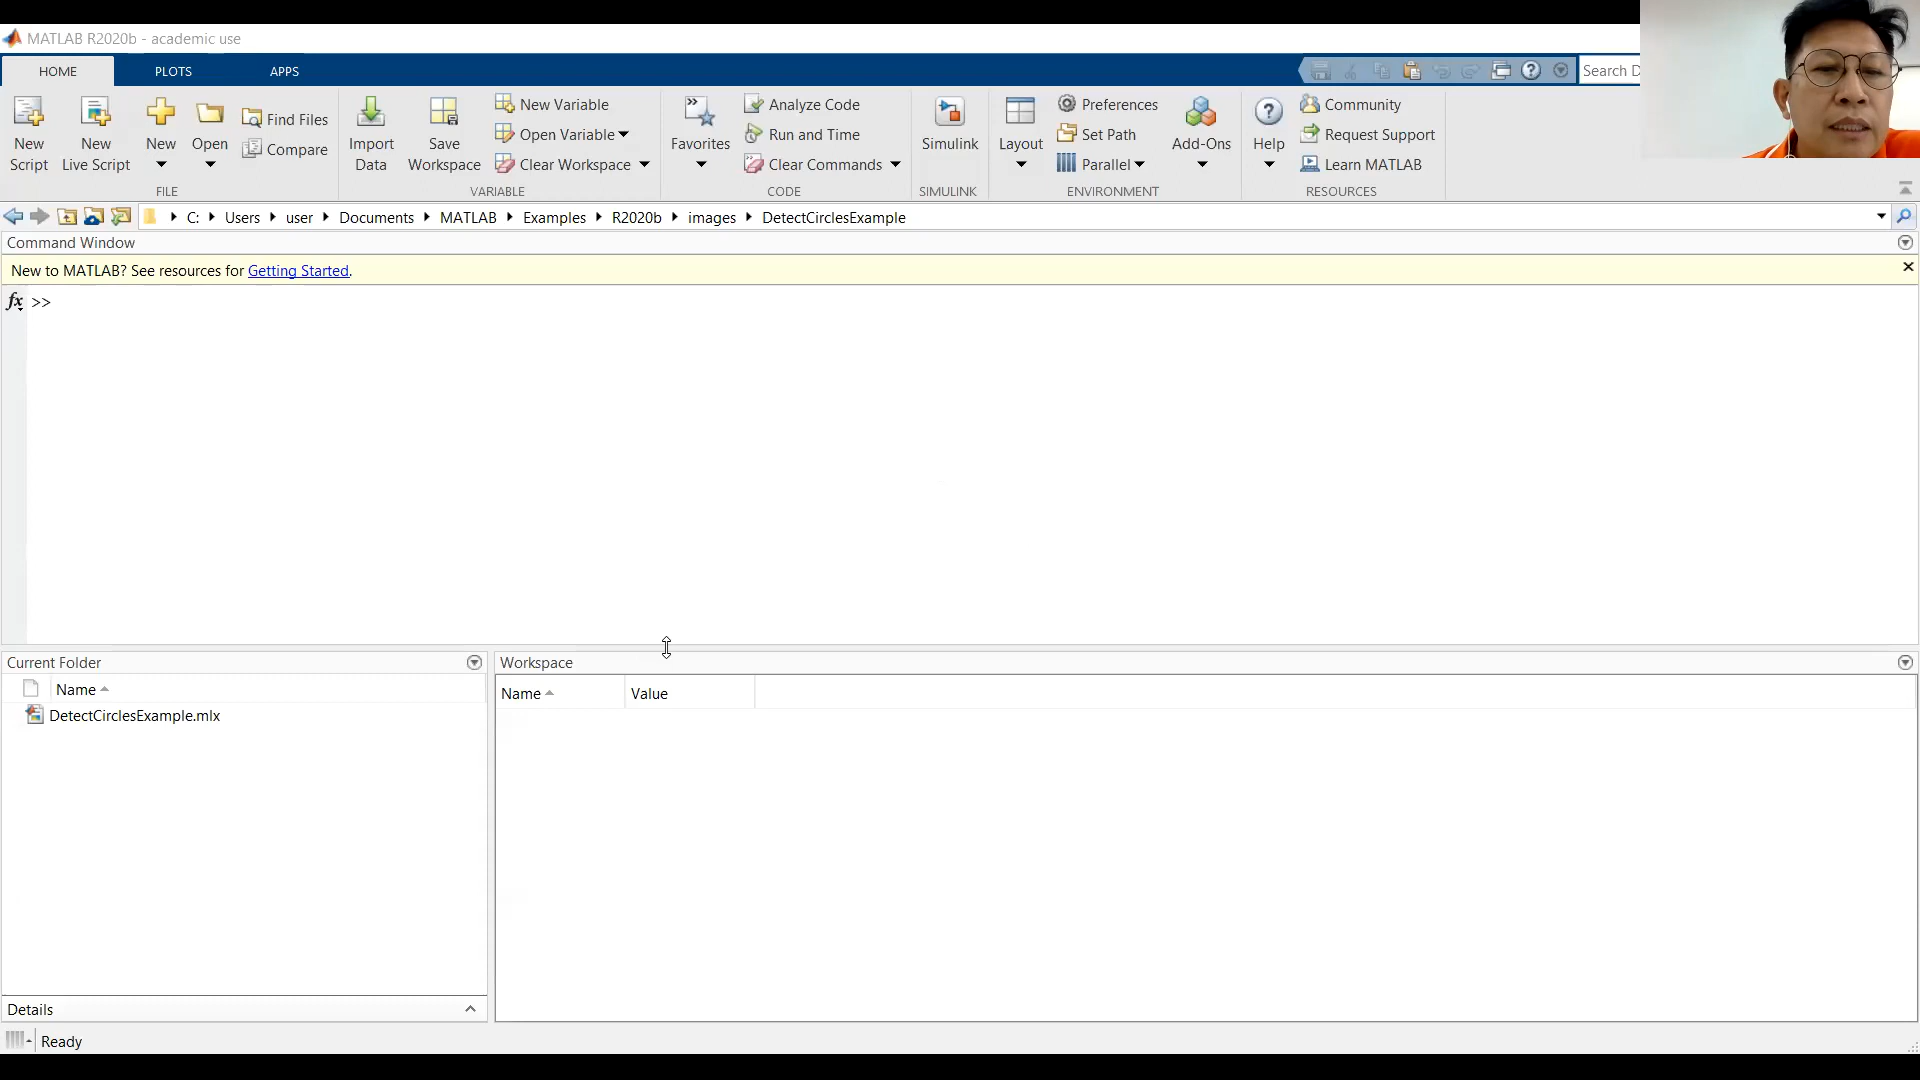 MATLAB R2020b - academic use
HOME PLOTS APPS
Search D
New Script
New Live Script
New
Open
Find Files
Compare
FILE
Import Data
Save Workspace
New Variable
Open Variable
Clear Workspace
VARIABLE
Favorites
Analyze Code
Run and Time
Clear Commands
CODE
Simulink
SIMULINK
Layout
Preferences
Set Path
Parallel
Add-Ons
ENVIRONMENT
Help
Community
Request Support
Learn MATLAB
RESOURCES
C: Users user Documents MATLAB Examples R2020b images DetectCirclesExample
Command Window
New to MATLAB? See resources for Getting Started.
fx >>
Current Folder
Name
DetectCirclesExample.mlx
Details
Workspace
Name Value
Ready